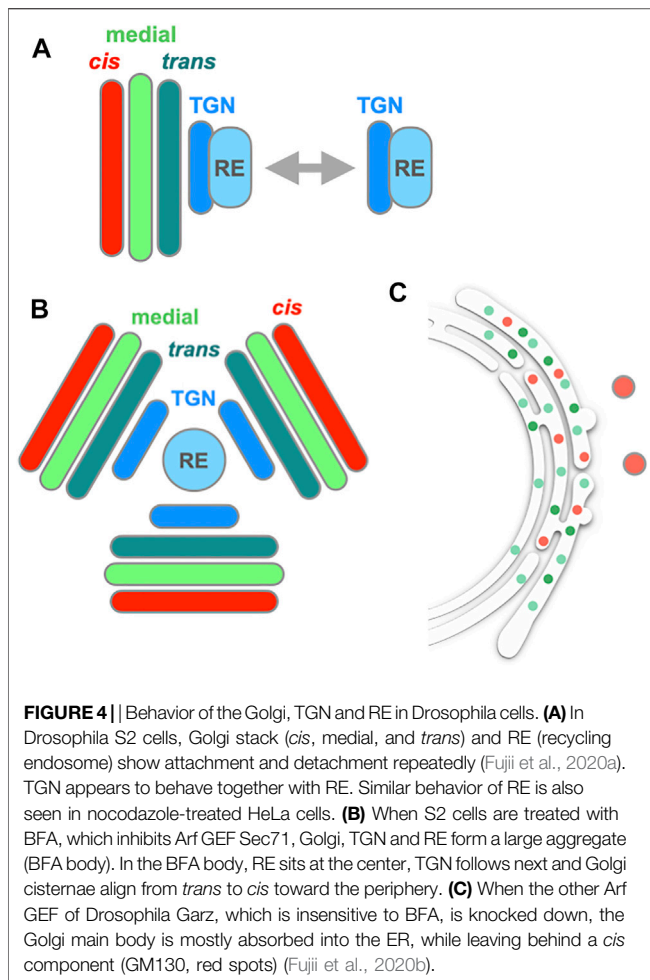 A
medial
cis
trans
TGN
RE
TGN
RE
B
medial
cis
trans
TGN
RE
C
FIGURE 4 | | Behavior of the Golgi, TGN and RE in Drosophila cells. (A) In
Drosophila S2 cells, Golgi stack (cis, medial, and trans) and RE (recycling
endosome) show attachment and detachment repeatedly (Fujii et al., 2020a).
TGN appears to behave together with RE. Similar behavior of RE is also
seen in nocodazole-treated HeLa cells. (B) When S2 cells are treated with
BFA, which inhibits Arf GEF Sec71, Golgi, TGN and RE form a large aggregate
(BFA body). In the BFA body, RE sits at the center, TGN follows next and Golgi
cisternae align from trans to cis toward the periphery. (C) When the other Arf
GEF of Drosophila Garz, which is insensitive to BFA, is knocked down, the
Golgi main body is mostly absorbed into the ER, while leaving behind a cis
component (GM130, red spots) (Fujii et al., 2020b).